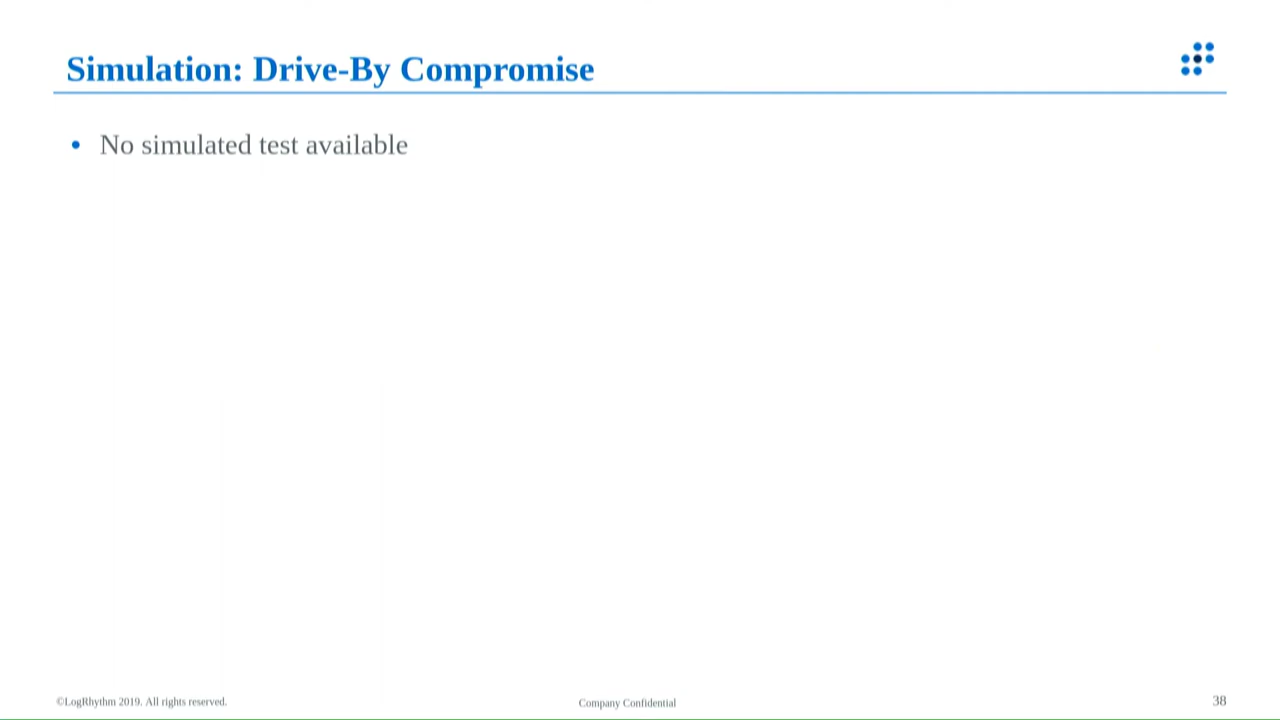 Simulation: Drive-By Compromise
• No simulated test available
©LogRhythm 2019. All rights reserved.
Company Confidential
38